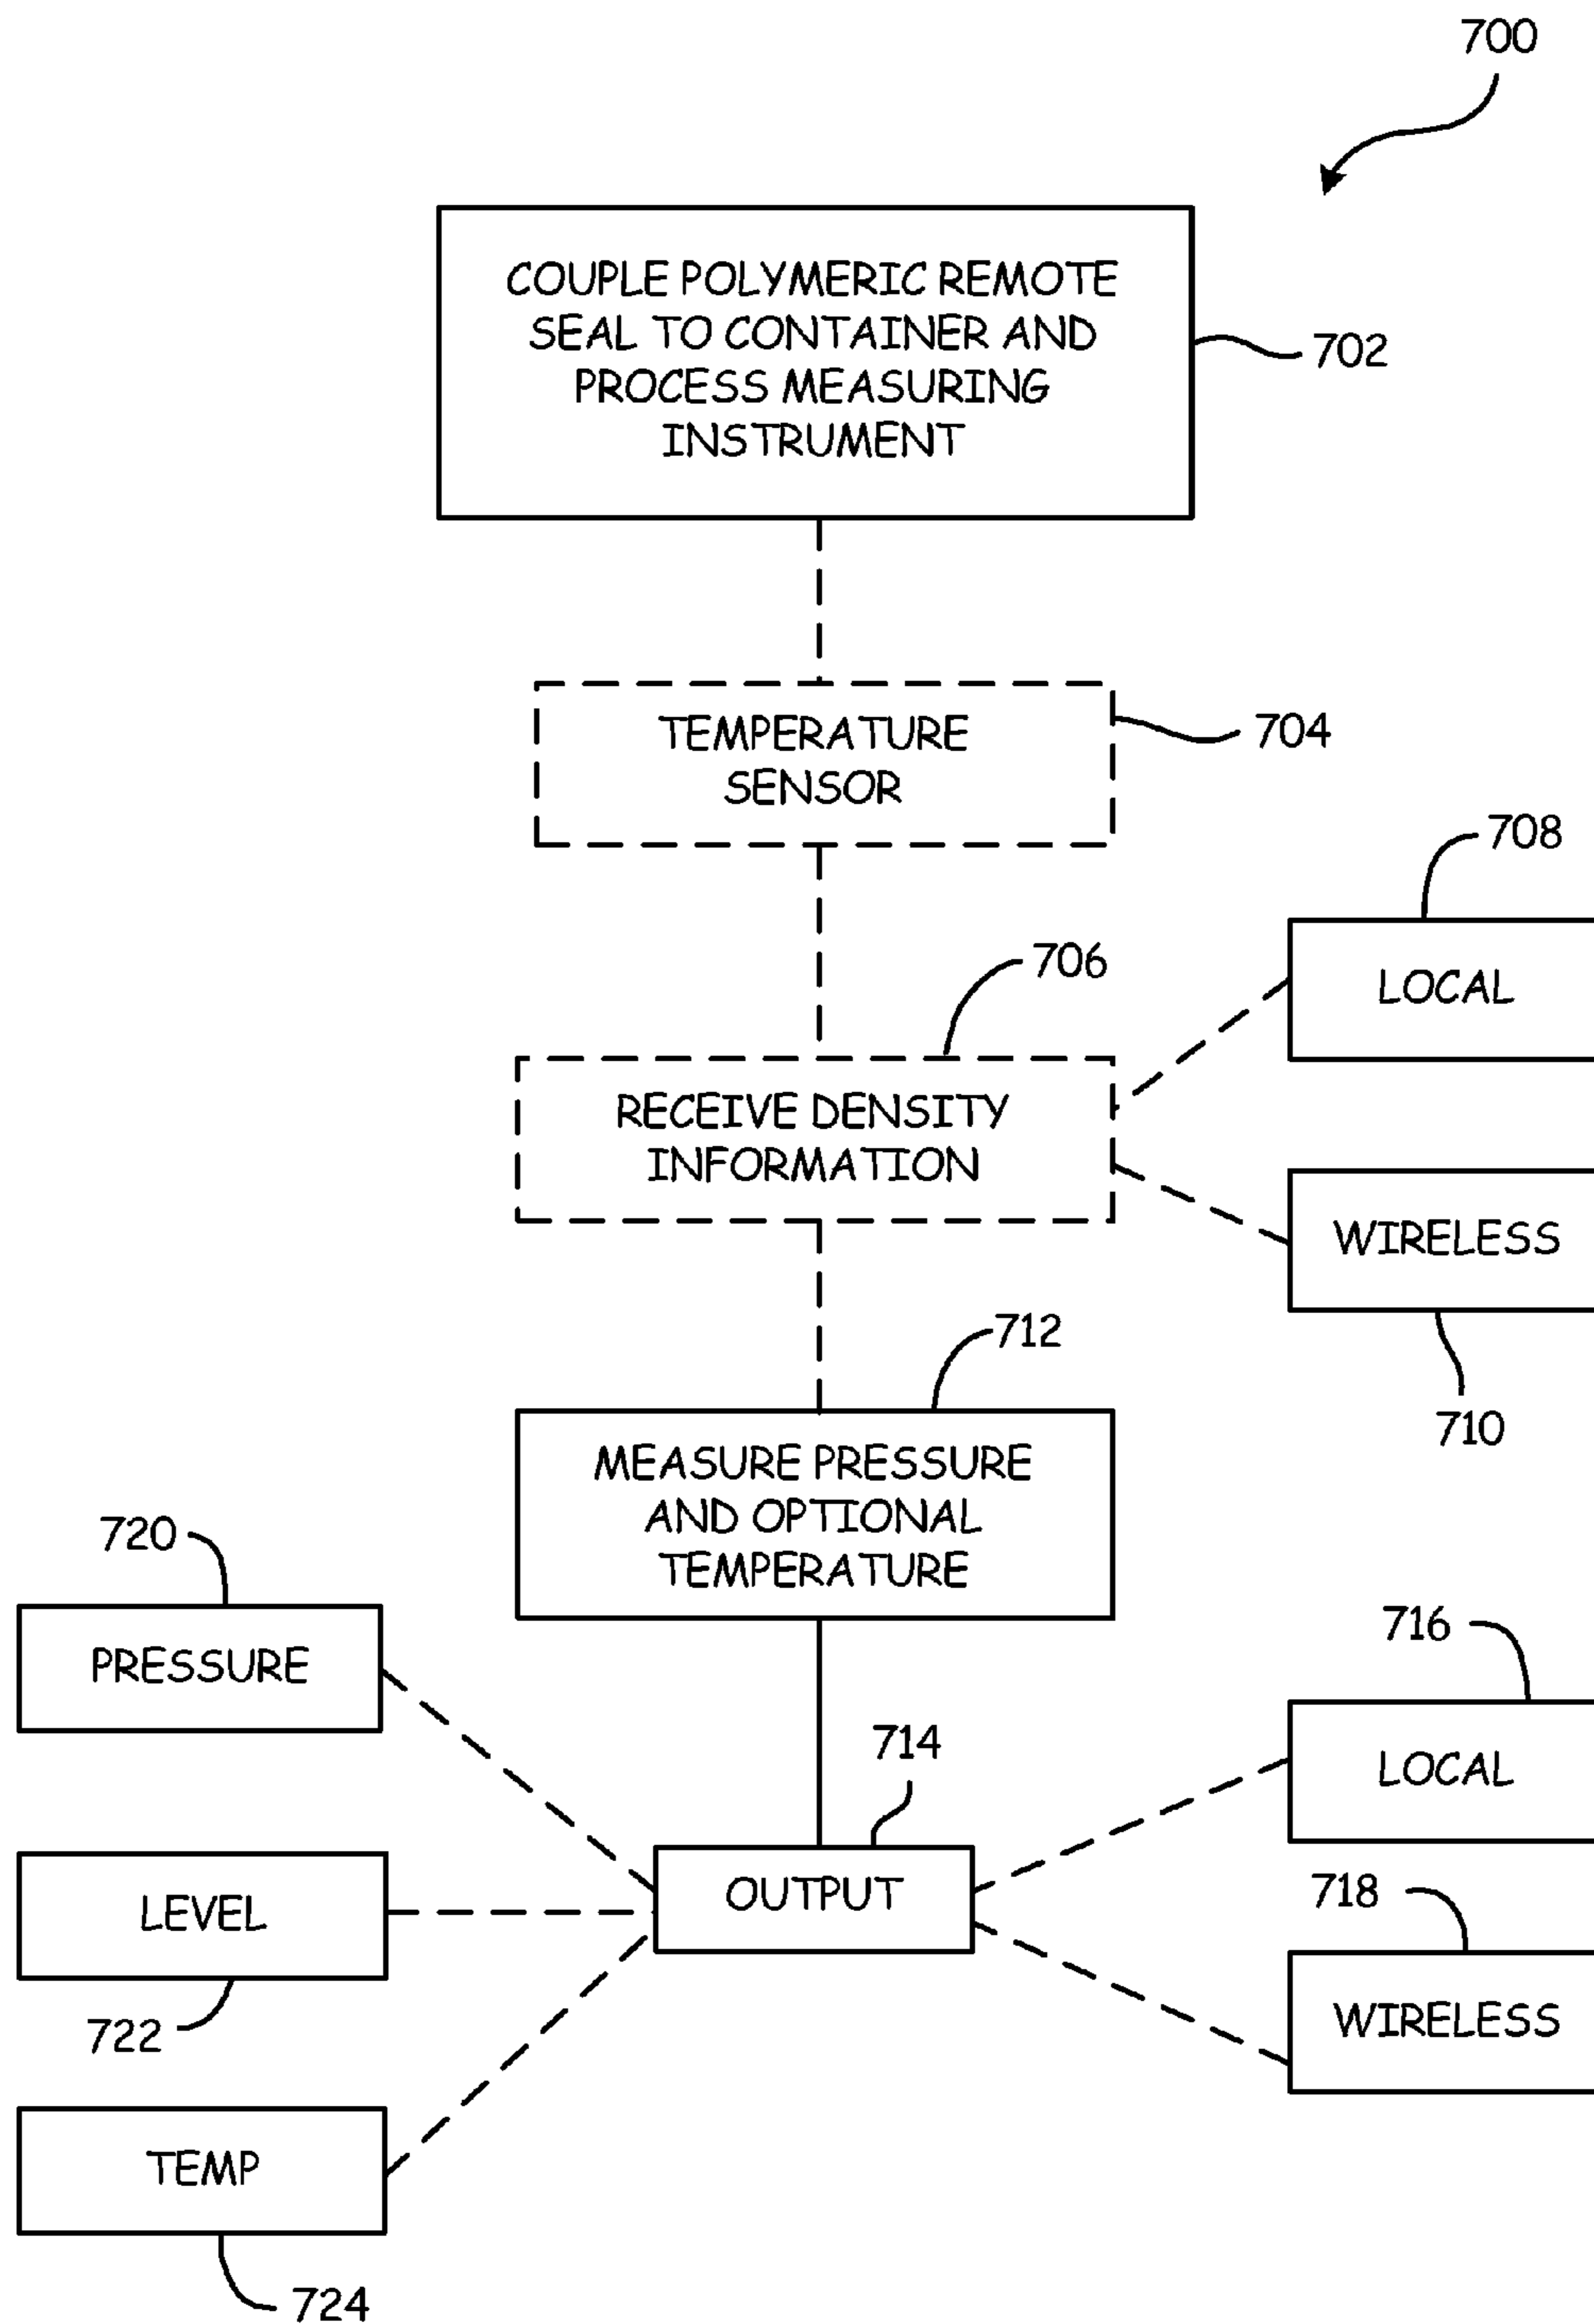 700
COUPLE POLYMERIC REMOTE
SEAL TO CONTAINER AND
PROCESS MEASURING
INSTRUMENT
702
TEMPERATURE
SENSOR
704
708
LOCAL
706
RECEIVE DENSITY
INFORMATION
WIRELESS
710
712
MEASURE PRESSURE
AND OPTIONAL
TEMPERATURE
720
PRESSURE
716
LOCAL
714
OUTPUT
LEVEL
722
718
WIRELESS
TEMP
724